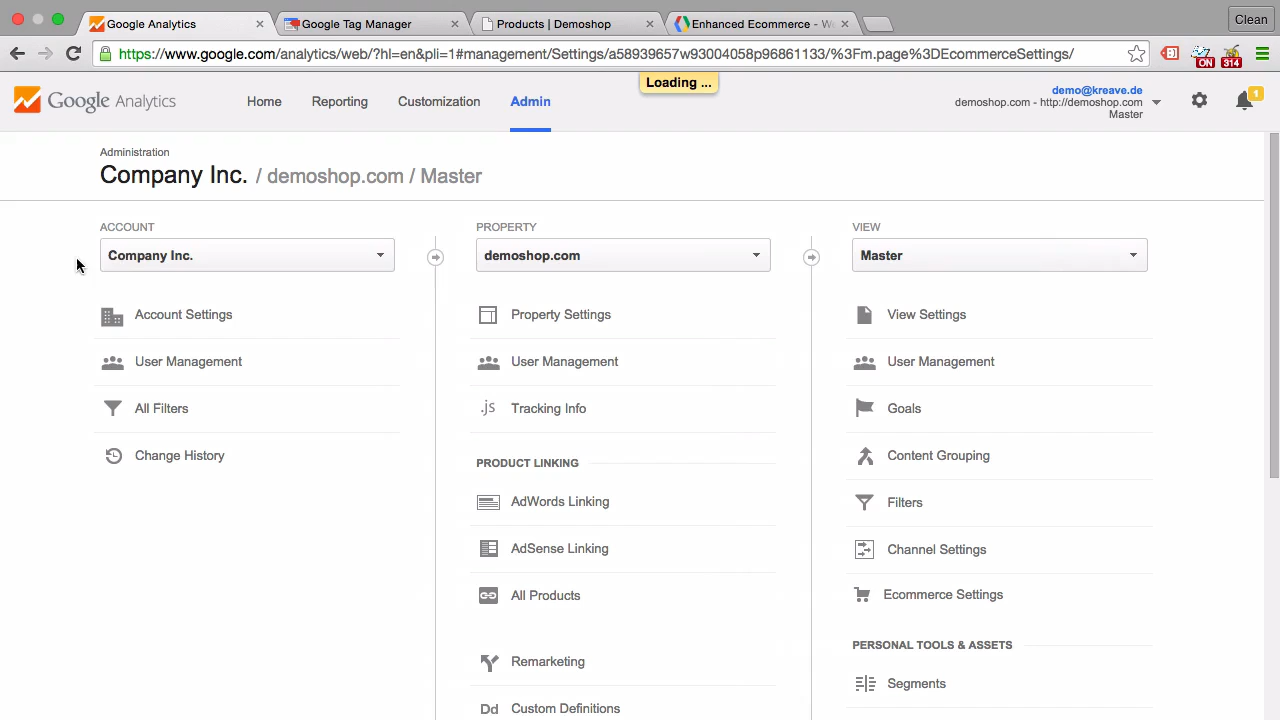 Google Analytics
Google Tag Manager
Products | Demoshop
Enhanced Ecommerce - W
Clean
https://www.google.com/analytics/web/?hl=en&pli=1#management/Settings/a58939657w93004058p96861133/%3Fm.page%3DEcommerceSettings/
ON
314
Loading ...
Google Analytics
Home
Reporting
Customization
Admin
demo@kreave.de
demoshop.com - http://demoshop.com
Master
1
Administration
Company Inc. / demoshop.com / Master
ACCOUNT
Company Inc.
Account Settings
User Management
All Filters
Change History
PROPERTY
demoshop.com
Property Settings
User Management
.js Tracking Info
PRODUCT LINKING
AdWords Linking
AdSense Linking
All Products
Remarketing
Dd Custom Definitions
VIEW
Master
View Settings
User Management
Goals
Content Grouping
Filters
Channel Settings
Ecommerce Settings
PERSONAL TOOLS & ASSETS
Segments